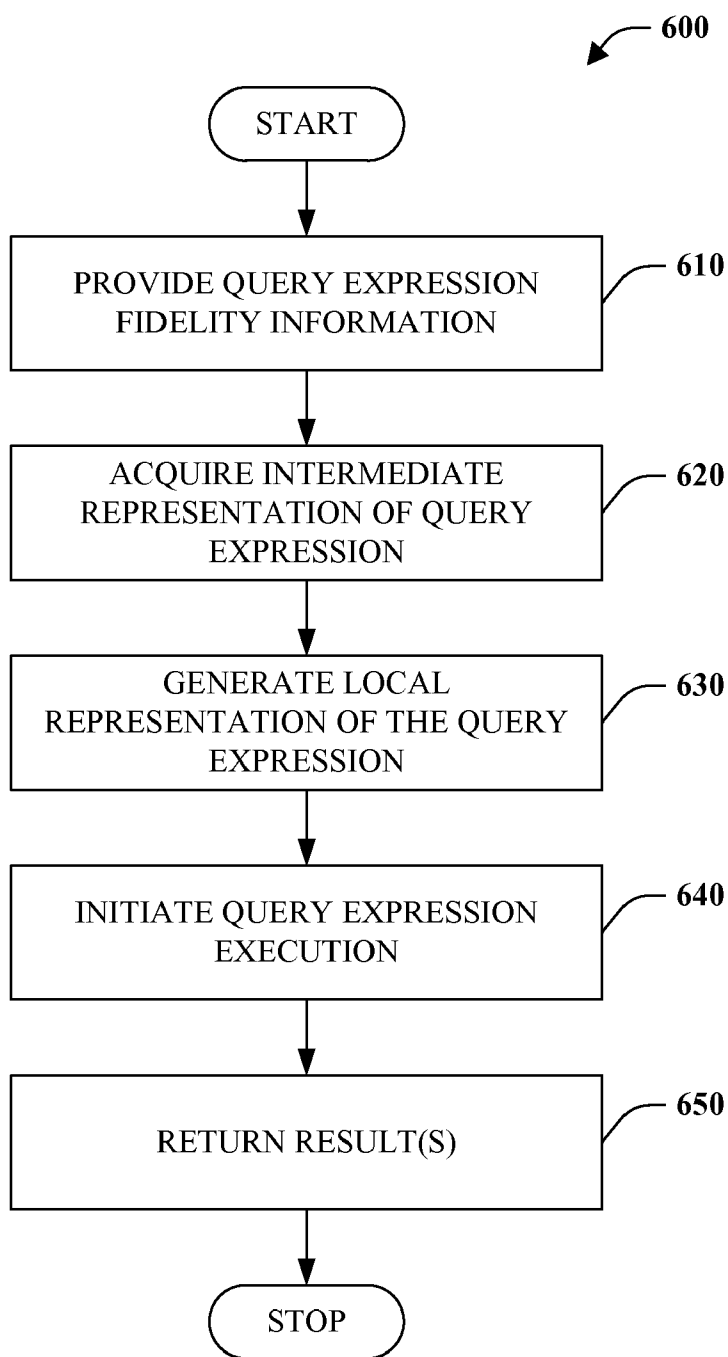 600
START
PROVIDE QUERY EXPRESSION
FIDELITY INFORMATION
610
ACQUIRE INTERMEDIATE
REPRESENTATION OF QUERY
EXPRESSION
620
GENERATE LOCAL
REPRESENTATION OF THE QUERY
EXPRESSION
630
INITIATE QUERY EXPRESSION
EXECUTION
640
RETURN RESULT(S)
650
STOP